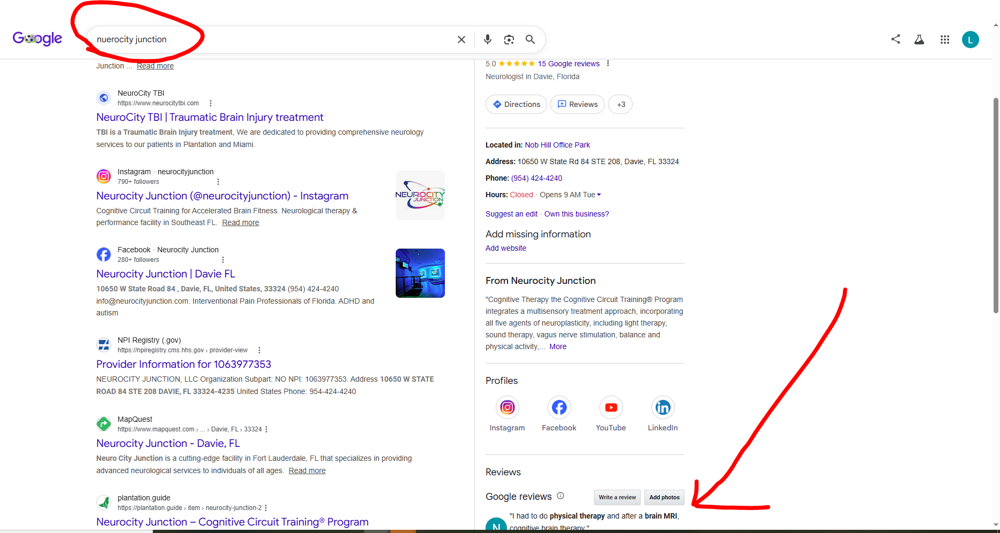 Google
nuerocity junction
L
Junction ... Read more
NeuroCity TBI
https://www.neurocitytbi.com
NeuroCity TBI | Traumatic Brain Injury treatment
TBI is a Traumatic Brain Injury treatment, We are dedicated to providing comprehensive neurology
services to our patients in Plantation and Miami.
Instagram · neurocityjunction
790+ followers
Neurocity Junction (@neurocityjunction) - Instagram
Cognitive Circuit Training for Accelerated Brain Fitness. Neurological therapy &
performance facility in Southeast FL. Read more
NEUROCITY
JUNCTION
Facebook · Neurocity Junction
280+ followers
Neurocity Junction | Davie FL
10650 W State Road 84 , Davie, FL, United States, 33324 (954) 424-4240
info@neurocityjunction.com. Interventional Pain Professionals of Florida. ADHD and
autism
NPI Registry (.gov)
https://npiregistry.cms.hhs.gov › provider-view
Provider Information for 1063977353
NEUROCITY JUNCTION, LLC Organization Subpart: NO NPI: 1063977353. Address 10650 W STATE
ROAD 84 STE 208 DAVIE, FL 33324-4235 United States Phone: 954-424-4240
MapQuest
https://www.mapquest.com › ... › Davie, FL › 33324
Neurocity Junction - Davie, FL
Neuro City Junction is a cutting-edge facility in Fort Lauderdale, FL that specializes in providing
advanced neurological services to individuals of all ages. Read more
plantation.guide
https://plantation.guide › item › neurocity-junction-2
Neurocity Junction – Cognitive Circuit Training® Program
5.0 15 Google reviews
Neurologist in Davie, Florida
Directions Reviews +3
Located in: Nob Hill Office Park
Address: 10650 W State Rd 84 STE 208, Davie, FL 33324
Phone: (954) 424-4240
Hours: Closed · Opens 9 AM Tue
Suggest an edit · Own this business?
Add missing information
Add website
From Neurocity Junction
"Cognitive Therapy the Cognitive Circuit Training® Program
integrates a multisensory treatment approach, incorporating
all five agents of neuroplasticity, including light therapy,
sound therapy, vagus nerve stimulation, balance and
physical activity,... More
Profiles
Instagram Facebook YouTube LinkedIn
Reviews
Google reviews Write a review Add photos
N
"I had to do physical therapy and after a brain MRI,
cognitive brain therapy."